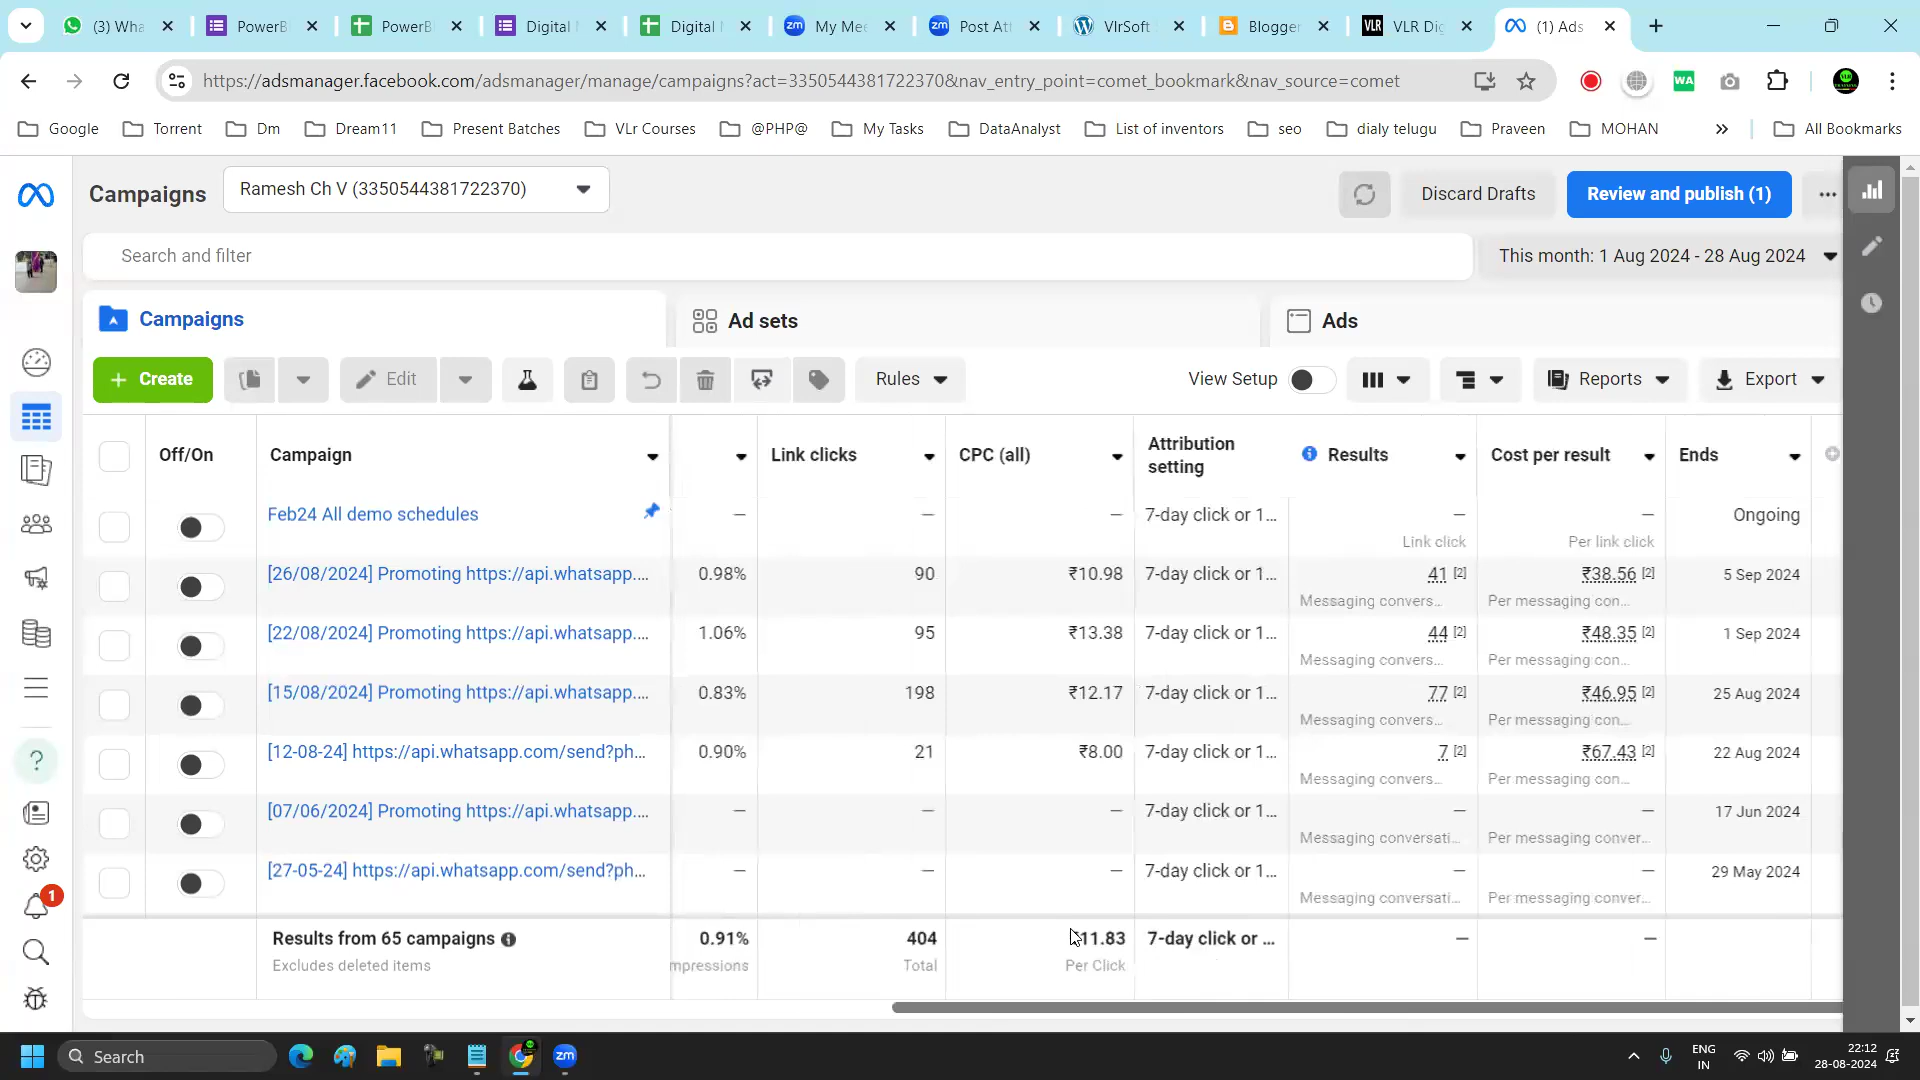 (3) Wha
PowerB
PowerB
Digital
Digital
My Mee
Post Att
VlrSoft
Blogger
VLR Dig
(1) Ads
https://adsmanager.facebook.com/adsmanager/manage/campaigns?act=3350544381722370&nav_entry_point=comet_bookmark&nav_source=comet
Google
Torrent
Dm
Dream11
Present Batches
VLr Courses
@PHP@
My Tasks
DataAnalyst
List of inventors
seo
dialy telugu
Praveen
MOHAN
All Bookmarks
Campaigns
Ramesh Ch V (3350544381722370)
Discard Drafts
Review and publish (1)
Search and filter
This month: 1 Aug 2024 - 28 Aug 2024
Campaigns
Ad sets
Ads
+ Create
Edit
Rules
View Setup
Reports
Export
Off/On
Campaign
Link clicks
CPC (all)
Attribution
setting
Results
Cost per result
Ends
Feb24 All demo schedules
— — — 7-day click or 1... — — Ongoing
Link click Per link click
[26/08/2024] Promoting https://api.whatsapp.... 0.98% 90 ₹10.98 7-day click or 1... 41 [2] ₹38.56 [2] 5 Sep 2024
Messaging convers... Per messaging con...
[22/08/2024] Promoting https://api.whatsapp.... 1.06% 95 ₹13.38 7-day click or 1... 44 [2] ₹48.35 [2] 1 Sep 2024
Messaging convers... Per messaging con...
[15/08/2024] Promoting https://api.whatsapp.... 0.83% 198 ₹12.17 7-day click or 1... 77 [2] ₹46.95 [2] 25 Aug 2024
Messaging convers... Per messaging con...
[12-08-24] https://api.whatsapp.com/send?ph... 0.90% 21 ₹8.00 7-day click or 1... 7 [2] ₹67.43 [2] 22 Aug 2024
Messaging convers... Per messaging con...
[07/06/2024] Promoting https://api.whatsapp.... — — — 7-day click or 1... — — 17 Jun 2024
Messaging conversati... Per messaging conver...
[27-05-24] https://api.whatsapp.com/send?ph... — — — 7-day click or 1... — — 29 May 2024
Messaging conversati... Per messaging conver...
Results from 65 campaigns 0.91% 404 11.83 7-day click or ... — —
Excludes deleted items mpressions Total Per Click
1
Search
ENG
IN
22:12
28-08-2024